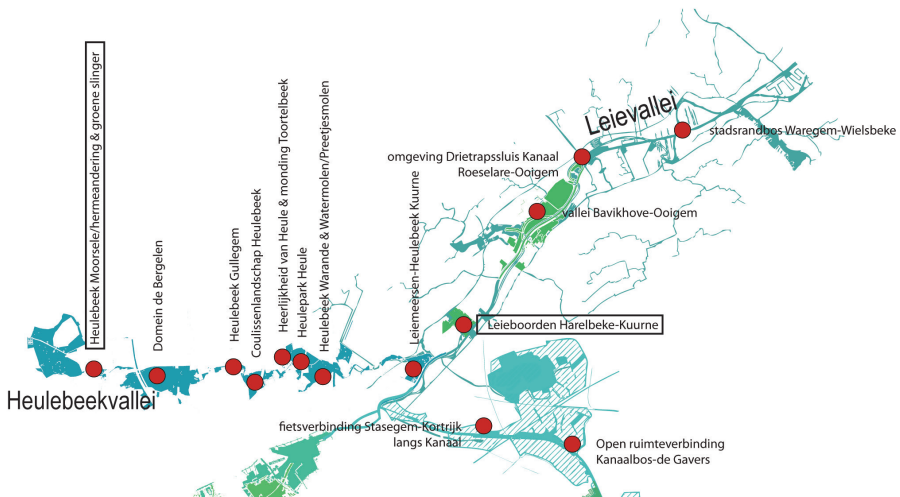 Heulebeek Moorsele/hermeandering & groene slinger
Domein de Bergelen
Heulebeek Gullegem
Coulissenlandschap Heulebeek
Heerlijkheid van Heule & monding Toortelbeek
Heulepark Heule
Heulebeek Warande & Watermolen/Preetjesmolen
Leiemeersen-Heulebeek Kuurne
Heulebeekvallei
Leievallei
stadsrandbos Waregem-Wielsbeke
omgeving Drietrapssluis Kanaal
Roeselare-Ooigem
vallei Bavikhove-Ooigem
Leieboorden Harelbeke-Kuurne
fietsverbinding Stasegem-Kortrijk
langs Kanaal
Open ruimteverbinding
Kanaalbos-de Gavers